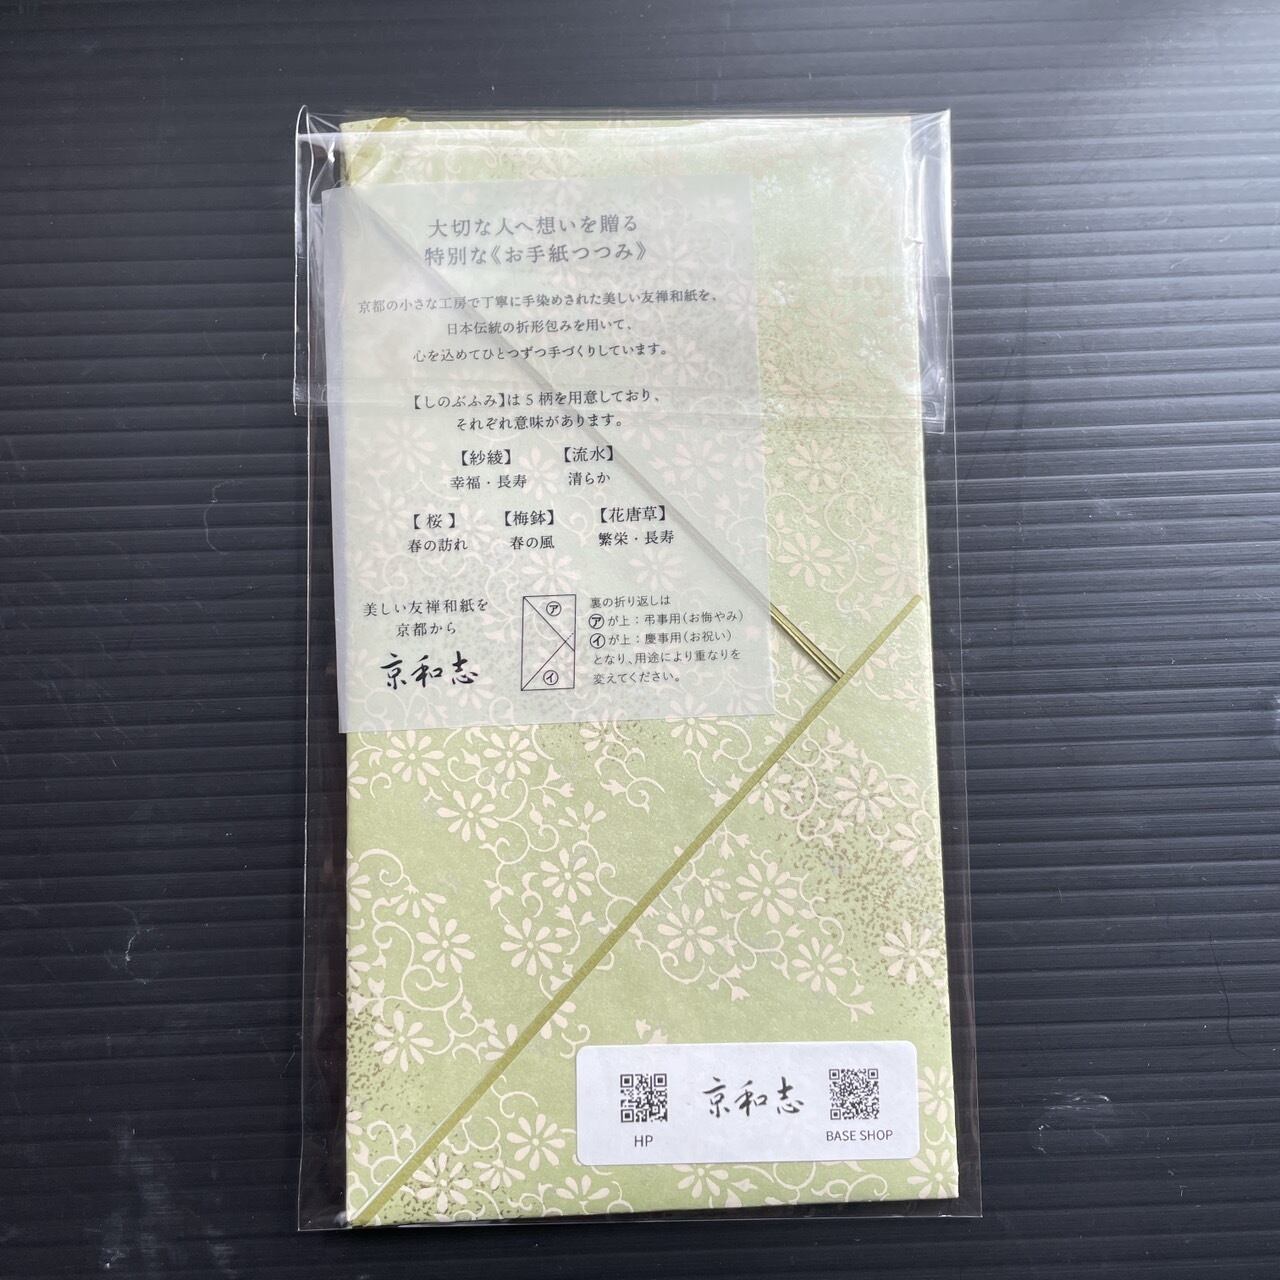 大切な人へ想いを贈る
特別な《お手紙つつみ》
京都の小さな工房で丁寧に手染めされた美しい友禅和紙を、
日本伝統の折形包みを用いて、
心を込めてひとつずつ手づくりしています。
【しのぶふみ】は5柄を用意しており、
それぞれ意味があります。
【紗綾】 【流水】
幸福・長寿 清らか
【桜】 【梅鉢】 【花唐草】
春の訪れ 春の風 繁栄・長寿
美しい友禅和紙を
京都から
京和志
ア
イ
裏の折り返しは
アが上：弔事用(お悔やみ)
イが上：慶事用(お祝い)
となり、用途により重なりを
変えてください。
HP
京和志
BASE SHOP